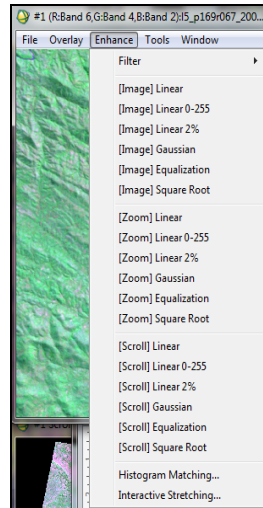 #1 (R:Band 6,G:Band 4,B:Band 2):l5_p169r067_200...
File Overlay Enhance Tools Window
Filter
[Image] Linear
[Image] Linear 0-255
[Image] Linear 2%
[Image] Gaussian
[Image] Equalization
[Image] Square Root
[Zoom] Linear
[Zoom] Linear 0-255
[Zoom] Linear 2%
[Zoom] Gaussian
[Zoom] Equalization
[Zoom] Square Root
[Scroll] Linear
[Scroll] Linear 0-255
[Scroll] Linear 2%
[Scroll] Gaussian
[Scroll] Equalization
[Scroll] Square Root
Histogram Matching...
Interactive Stretching...